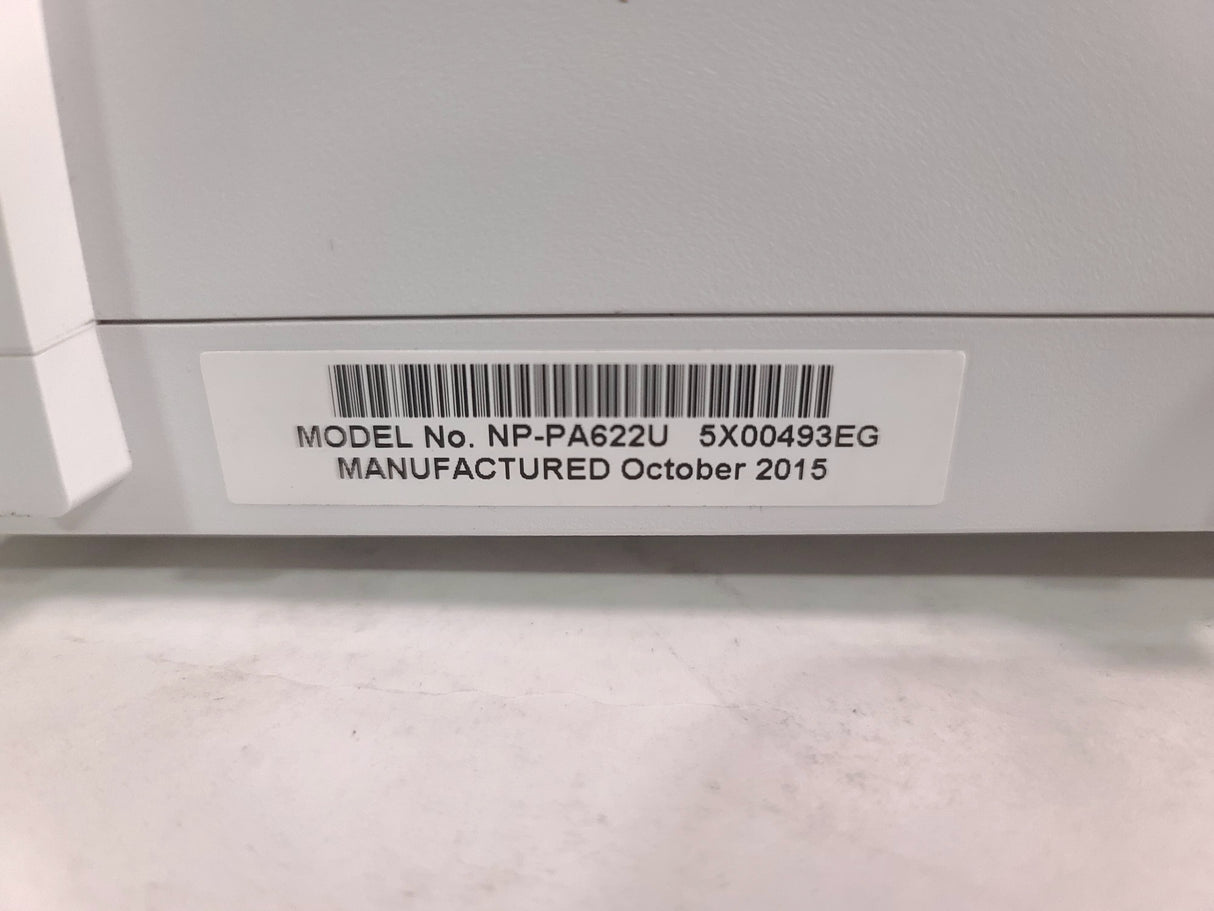 MODEL No. NP-PA622U 5X00493EG
MANUFACTURED October 2015